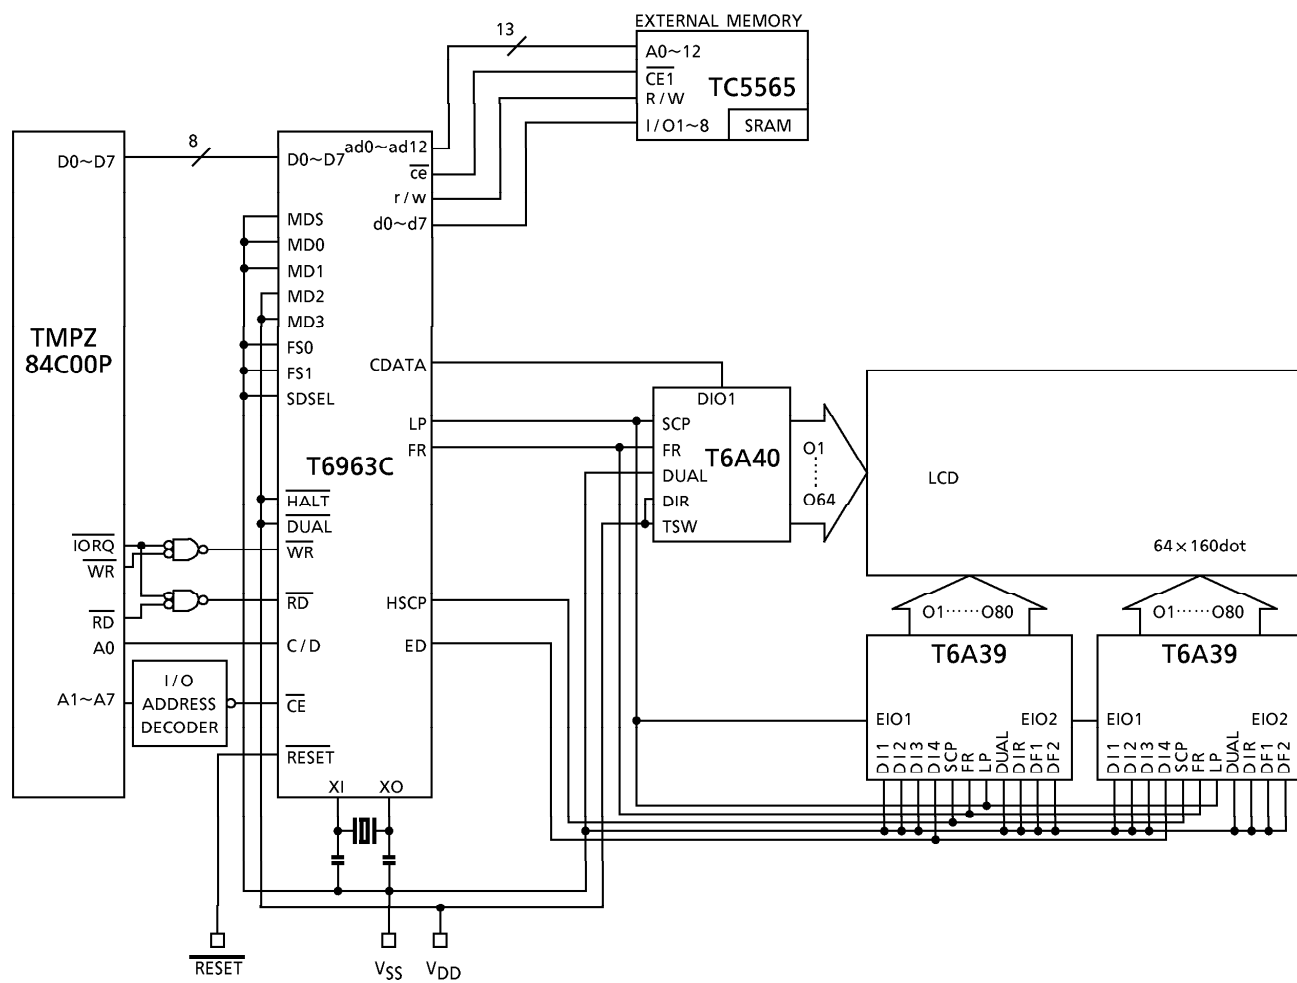 EXTERNAL MEMORY
13
A0~12
CE1
R/W
I/O1~8
TC5565
SRAM
8
D0~D7
TMPZ
84C00P
IORQ
WR
RD
A0
A1~A7
I/O
ADDRESS
DECODER
D0~D7
MDS
MD0
MD1
MD2
MD3
FS0
FS1
SDSEL
T6963C
HALT
DUAL
WR
RD
C/D
CE
RESET
XI
XO
ad0~ad12
ce
r/w
d0~d7
CDATA
LP
FR
HSCP
ED
DIO1
SCP
FR
DUAL
DIR
TSW
T6A40
O1
O64
LCD
64×160dot
O1······O80
O1······O80
T6A39
EIO1
EIO2
DI1
DI2
DI3
DI4
SCP
FR
LP
DUAL
DIR
DF1
DF2
T6A39
EIO1
EIO2
DI1
DI2
DI3
DI4
SCP
FR
LP
DUAL
DIR
DF1
DF2
RESET
VSS
VDD